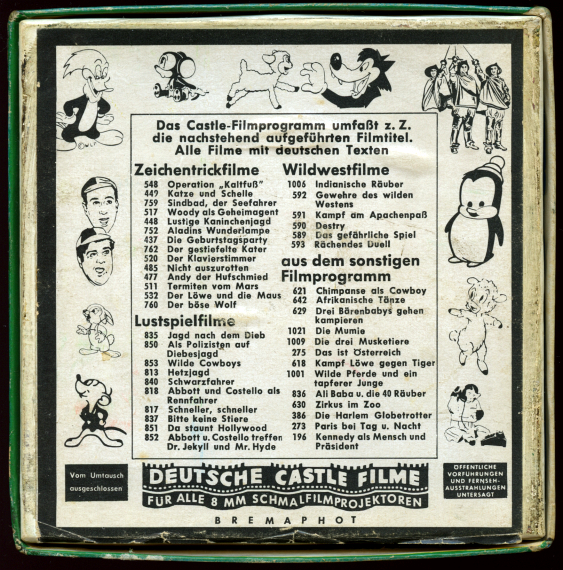 Das Castle-Filmprogramm umfaßt z. Z.
die nachstehend aufgeführten Filmtitel.
Alle Filme mit deutschen Texten
Zeichentrickfilme
548 Operation „Kaltfuß"
449 Katze und Schelle
759 Sindbad, der Seefahrer
517 Woody als Geheimagent
448 Lustige Kaninchenjagd
752 Aladins Wunderlampe
437 Die Geburtstagsparty
762 Der gestiefelte Kater
520 Der Klavierstimmer
485 Nicht auszurotten
477 Andy der Hufschmied
511 Termiten vom Mars
532 Der Löwe und die Maus
760 Der böse Wolf
Lustspielfilme
835 Jagd nach dem Dieb
850 Als Polizisten auf
Diebesjagd
853 Wilde Cowboys
813 Hetzjagd
840 Schwarzfahrer
818 Abbott und Costello als
Rennfahrer
817 Schneller, schneller
837 Bitte keine Stiere
851 Da staunt Hollywood
852 Abbott u. Costello treffen
Dr. Jekyll und Mr. Hyde
Wildwestfilme
1006 Indianische Räuber
592 Gewehre des wilden
Westens
591 Kampf am Apachenpaß
590 Destry
589 Das gefährliche Spiel
593 Rächendes Duell
aus dem sonstigen
Filmprogramm
621 Chimpanse als Cowboy
642 Afrikanische Tänze
629 Drei Bärenbabys gehen
kampieren
1021 Die Mumie
1009 Die drei Musketiere
275 Das ist Österreich
618 Kampf Löwe gegen Tiger
1001 Wilde Pferde und ein
tapferer Junge
836 Ali Baba u. die 40 Räuber
630 Zirkus im Zoo
386 Die Harlem Globetrotter
273 Paris bei Tag u. Nacht
196 Kennedy als Mensch und
Präsident
Vom Umtausch
ausgeschlossen
DEUTSCHE CASTLE FILME
FÜR ALLE 8 MM SCHMALFILMPROJEKTOREN
BREMAPHOT
ÖFFENTLICHE
VORFÜHRUNGEN
UND FERNSEH-
AUSSTRAHLUNGEN
UNTERSAGT